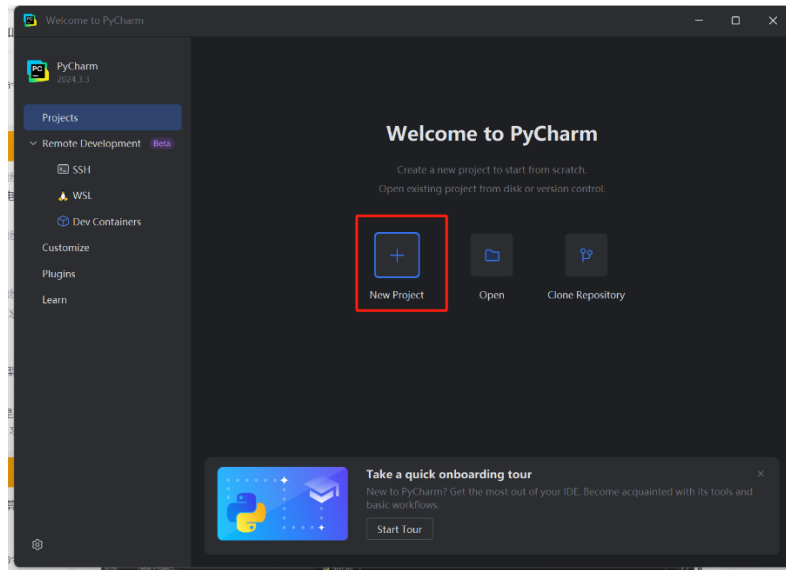 Welcome to PyCharm
PyCharm
2024.3.3
Projects
Remote Development Beta
SSH
WSL
Dev Containers
Customize
Plugins
Learn
Welcome to PyCharm
Create a new project to start from scratch.
Open existing project from disk or version control.
New Project
Open
Clone Repository
Take a quick onboarding tour
New to PyCharm? Get the most out of your IDE. Become acquainted with its tools and
basic workflows.
Start Tour